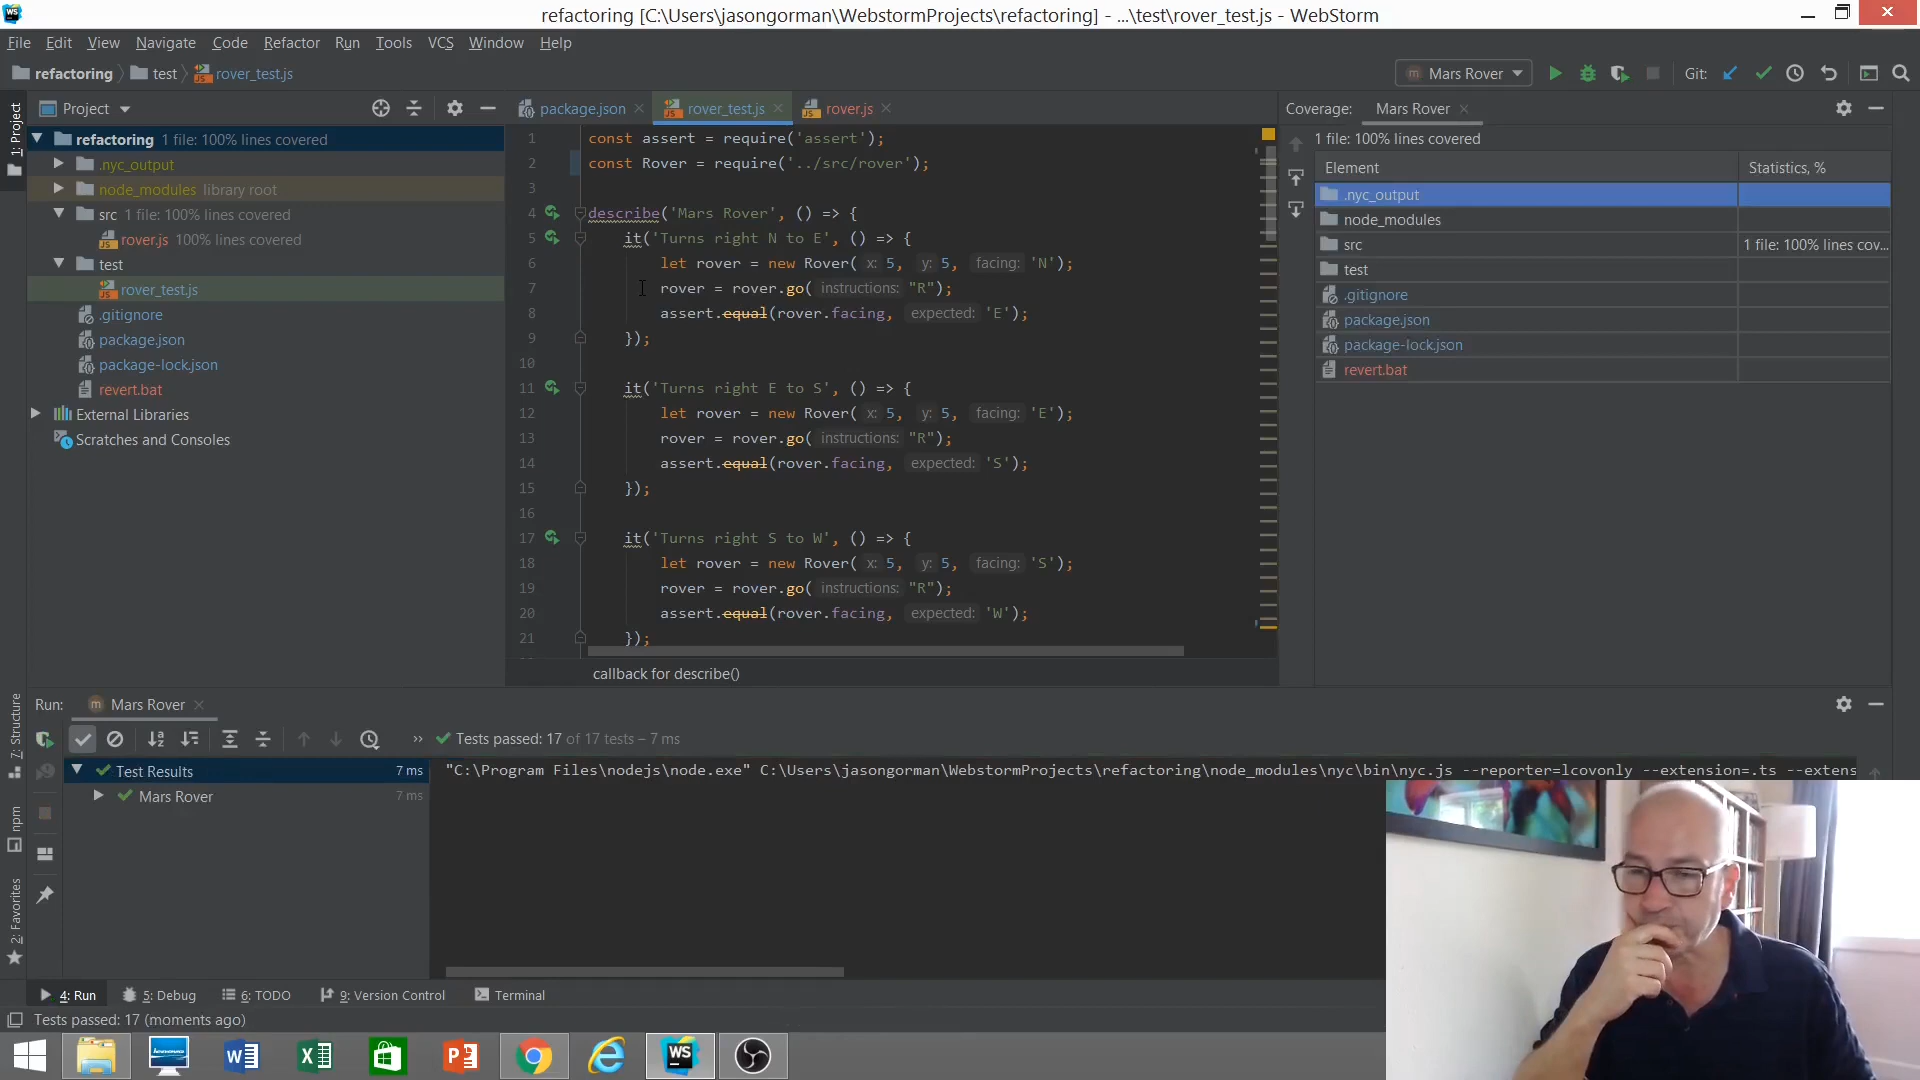 WS
refactoring [C:\Users\jasongorman\WebstormProjects\refactoring] - ...\test\rover_test.js - WebStorm
File Edit View Navigate Code Refactor Run Tools VCS Window Help
refactoring test rover_test.js
Mars Rover
Git:
1: Project
Project
package.json
rover_test.js
rover.js
Coverage: Mars Rover
refactoring 1 file: 100% lines covered
.nyc_output
node_modules library root
src 1 file: 100% lines covered
rover.js 100% lines covered
test
rover_test.js
.gitignore
package.json
package-lock.json
revert.bat
External Libraries
Scratches and Consoles
1 const assert = require('assert');
2 const Rover = require('../src/rover');
3
4 describe('Mars Rover', () => {
5 it('Turns right N to E', () => {
6 let rover = new Rover( x: 5, y: 5, facing: 'N');
7 rover = rover.go( instructions: "R");
8 assert.equal(rover.facing, expected: 'E');
9 });
10
11 it('Turns right E to S', () => {
12 let rover = new Rover( x: 5, y: 5, facing: 'E');
13 rover = rover.go( instructions: "R");
14 assert.equal(rover.facing, expected: 'S');
15 });
16
17 it('Turns right S to W', () => {
18 let rover = new Rover( x: 5, y: 5, facing: 'S');
19 rover = rover.go( instructions: "R");
20 assert.equal(rover.facing, expected: 'W');
21 });
callback for describe()
1 file: 100% lines covered
Element Statistics, %
.nyc_output
node_modules
src 1 file: 100% lines cov...
test
.gitignore
package.json
package-lock.json
revert.bat
7: Structure
npm
2: Favorites
Run: Mars Rover
» Tests passed: 17 of 17 tests – 7 ms
Test Results 7 ms
Mars Rover 7 ms
"C:\Program Files\nodejs\node.exe" C:\Users\jasongorman\WebstormProjects\refactoring\node_modules\nyc\bin\nyc.js --reporter=lcovonly --extension=.ts --extens
4: Run 5: Debug 6: TODO 9: Version Control Terminal
Tests passed: 17 (moments ago)
WS